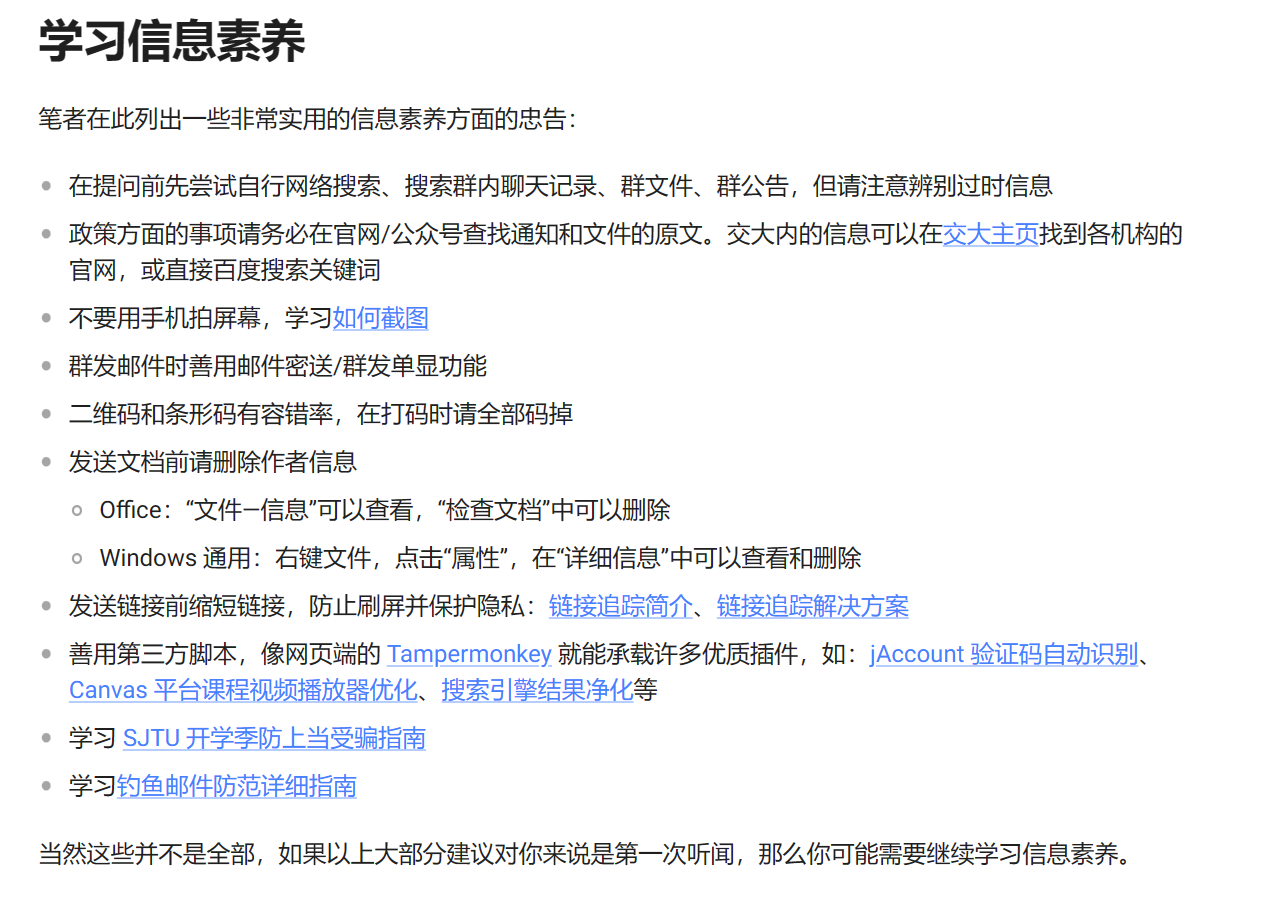 学习信息素养
笔者在此列出一些非常实用的信息素养方面的忠告：
在提问前先尝试自行网络搜索、搜索群内聊天记录、群文件、群公告，但请注意辨别过时信息
政策方面的事项请务必在官网/公众号查找通知和文件的原文。交大内的信息可以在交大主页找到各机构的
官网，或直接百度搜索关键词
不要用手机拍屏幕，学习如何截图
群发邮件时善用邮件密送/群发单显功能
二维码和条形码有容错率，在打码时请全部码掉
发送文档前请删除作者信息
Office：“文件—信息”可以查看，“检查文档”中可以删除
Windows 通用：右键文件，点击“属性”，在“详细信息”中可以查看和删除
发送链接前缩短链接，防止刷屏并保护隐私：链接追踪简介、链接追踪解决方案
善用第三方脚本，像网页端的 Tampermonkey 就能承载许多优质插件，如：jAccount 验证码自动识别、
Canvas 平台课程视频播放器优化、搜索引擎结果净化等
学习 SJTU 开学季防上当受骗指南
学习钓鱼邮件防范详细指南
当然这些并不是全部，如果以上大部分建议对你来说是第一次听闻，那么你可能需要继续学习信息素养。